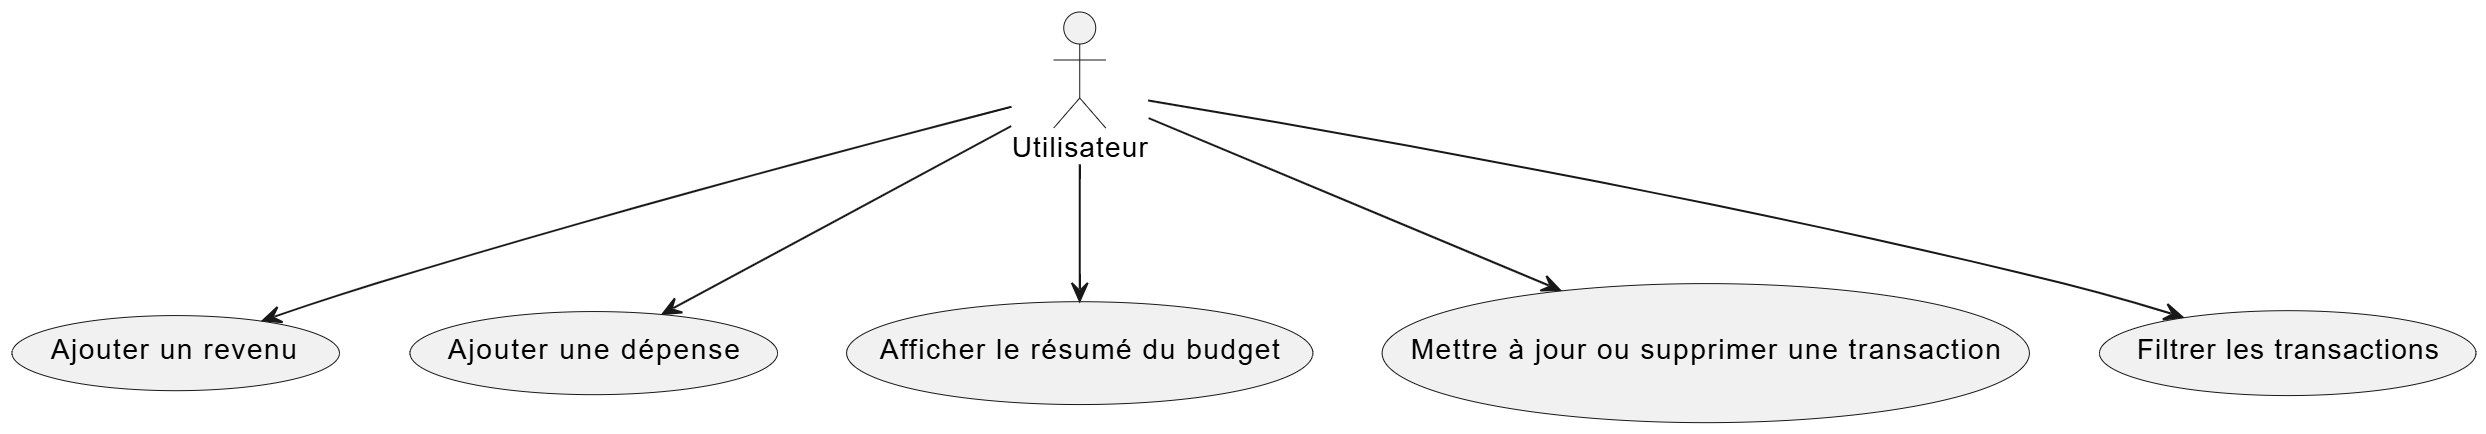 Utilisateur
Ajouter un revenu
Ajouter une dépense
Afficher le résumé du budget
Mettre à jour ou supprimer une transaction
Filtrer les transactions